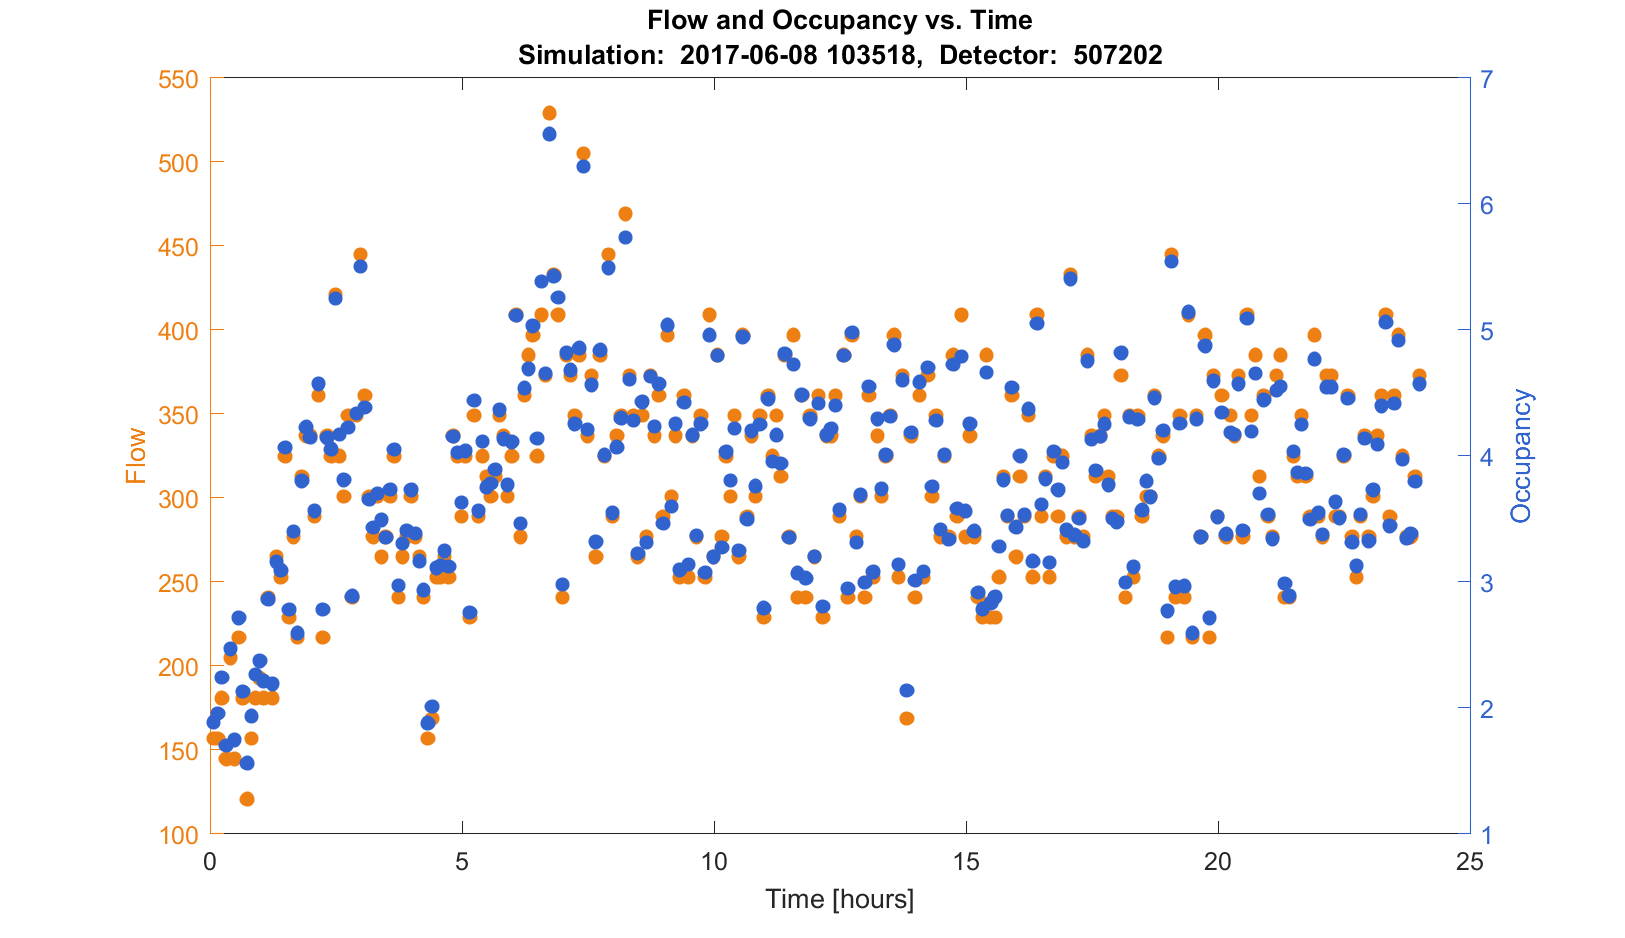 Flow and Occupancy vs. Time
Simulation:  2017-06-08 103518,  Detector:  507202
550
500
450
400
350
300
250
200
150
100
Flow
7
6
5
4
3
2
1
Occupancy
0 5 10 15 20 25
Time [hours]